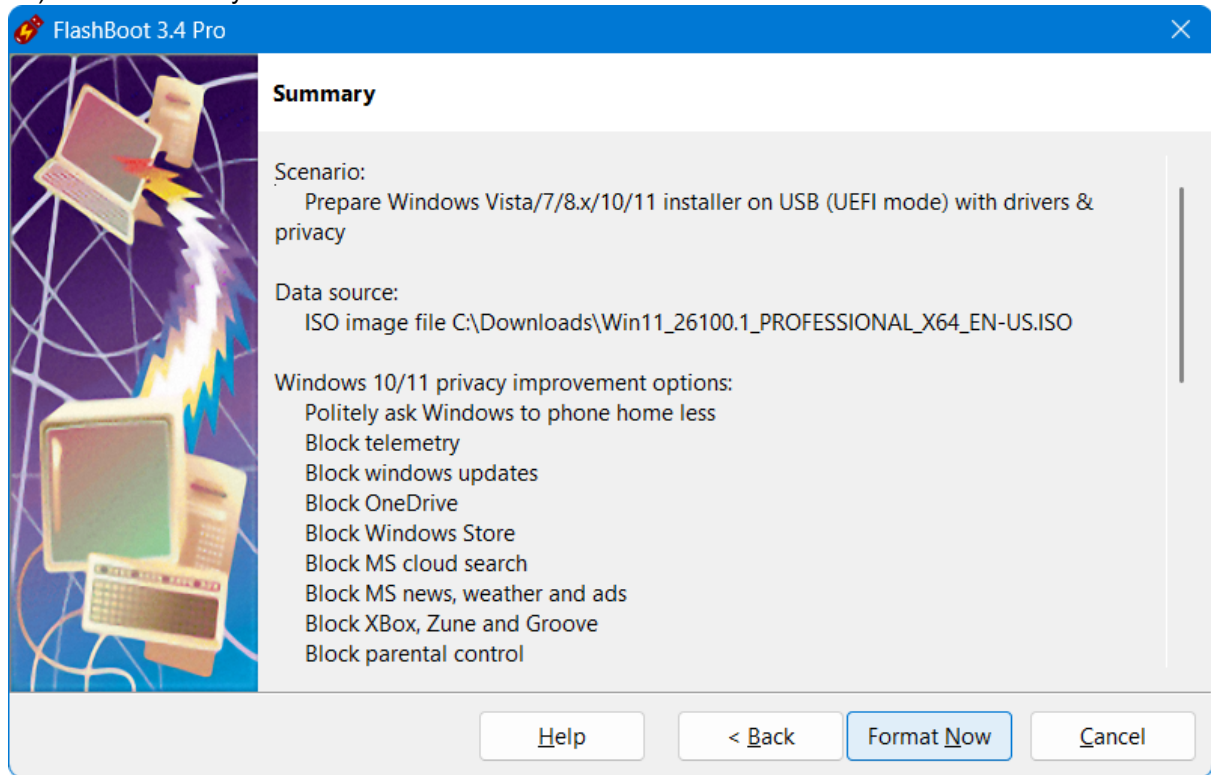 FlashBoot 3.4 Pro
Summary
Scenario:
Prepare Windows Vista/7/8.x/10/11 installer on USB (UEFI mode) with drivers &
privacy
Data source:
ISO image file C:\Downloads\Win11_26100.1_PROFESSIONAL_X64_EN-US.ISO
Windows 10/11 privacy improvement options:
Politely ask Windows to phone home less
Block telemetry
Block windows updates
Block OneDrive
Block Windows Store
Block MS cloud search
Block MS news, weather and ads
Block XBox, Zune and Groove
Block parental control
Help
< Back
Format Now
Cancel